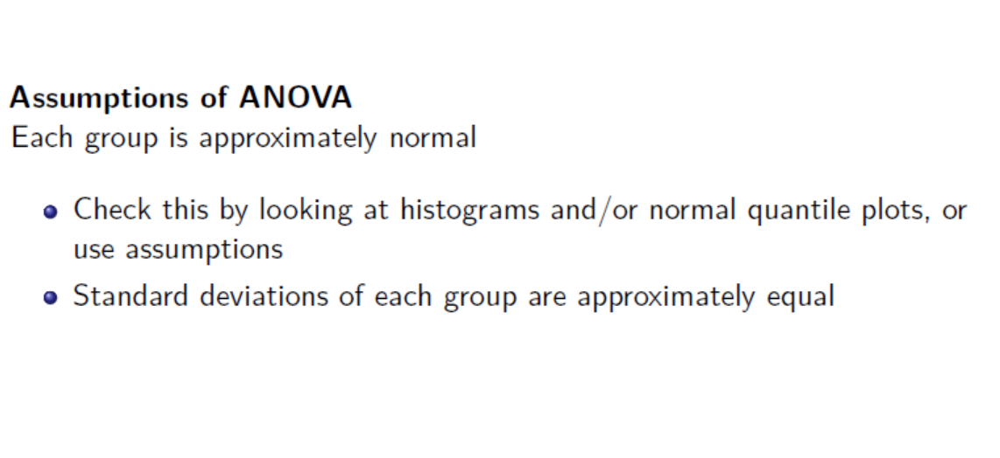 Assumptions of ANOVA
Each group is approximately normal
Check this by looking at histograms and/or normal quantile plots, or
use assumptions
Standard deviations of each group are approximately equal